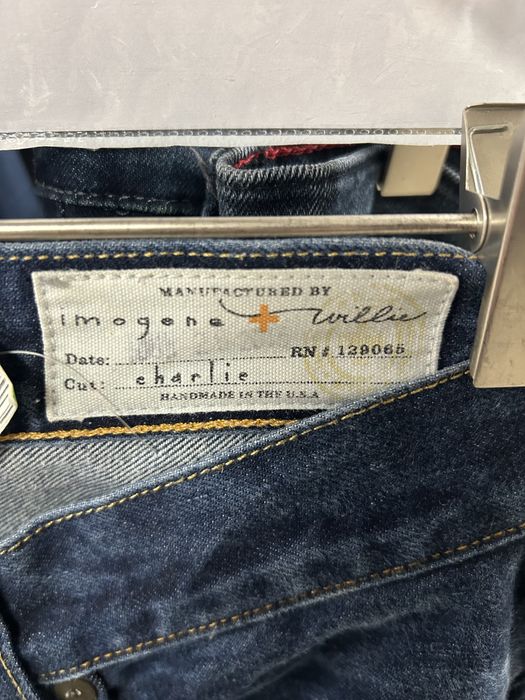 MANUFACTURED BY
imogene + willie
Date: RN # 129065
Cut: charlie
HANDMADE IN THE U.S.A